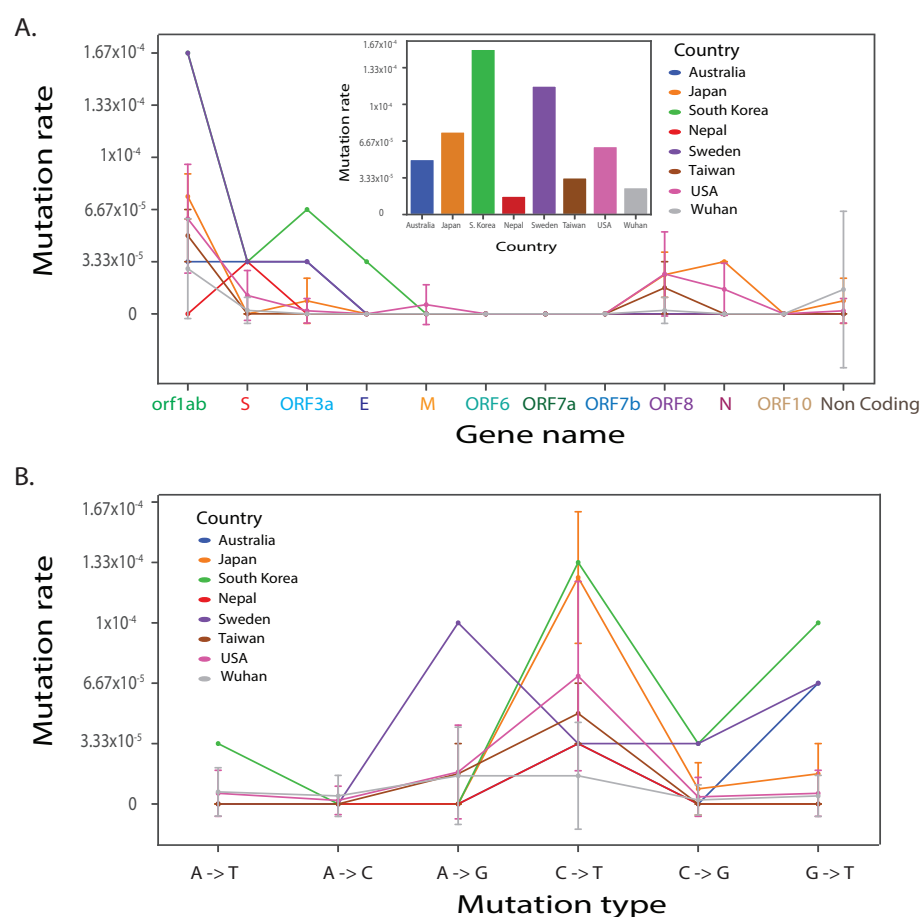 A.
Mutation rate
1.67x10⁻⁴
1.33x10⁻⁴
1x10⁻⁴
6.67x10⁻⁵
3.33x10⁻⁵
0
Mutation rate
1.67x10⁻⁴
1.33x10⁻⁴
1x10⁻⁴
6.67x10⁻⁵
3.33x10⁻⁵
0
Australia Japan S. Korea Nepal Sweden Taiwan USA Wuhan
Country
Country
Australia
Japan
South Korea
Nepal
Sweden
Taiwan
USA
Wuhan
orf1ab S ORF3a E M ORF6 ORF7a ORF7b ORF8 N ORF10 Non Coding
Gene name
B.
Mutation rate
1.67x10⁻⁴
1.33x10⁻⁴
1x10⁻⁴
6.67x10⁻⁵
3.33x10⁻⁵
0
Country
Australia
Japan
South Korea
Nepal
Sweden
Taiwan
USA
Wuhan
A -> T A -> C A -> G C -> T C -> G G -> T
Mutation type